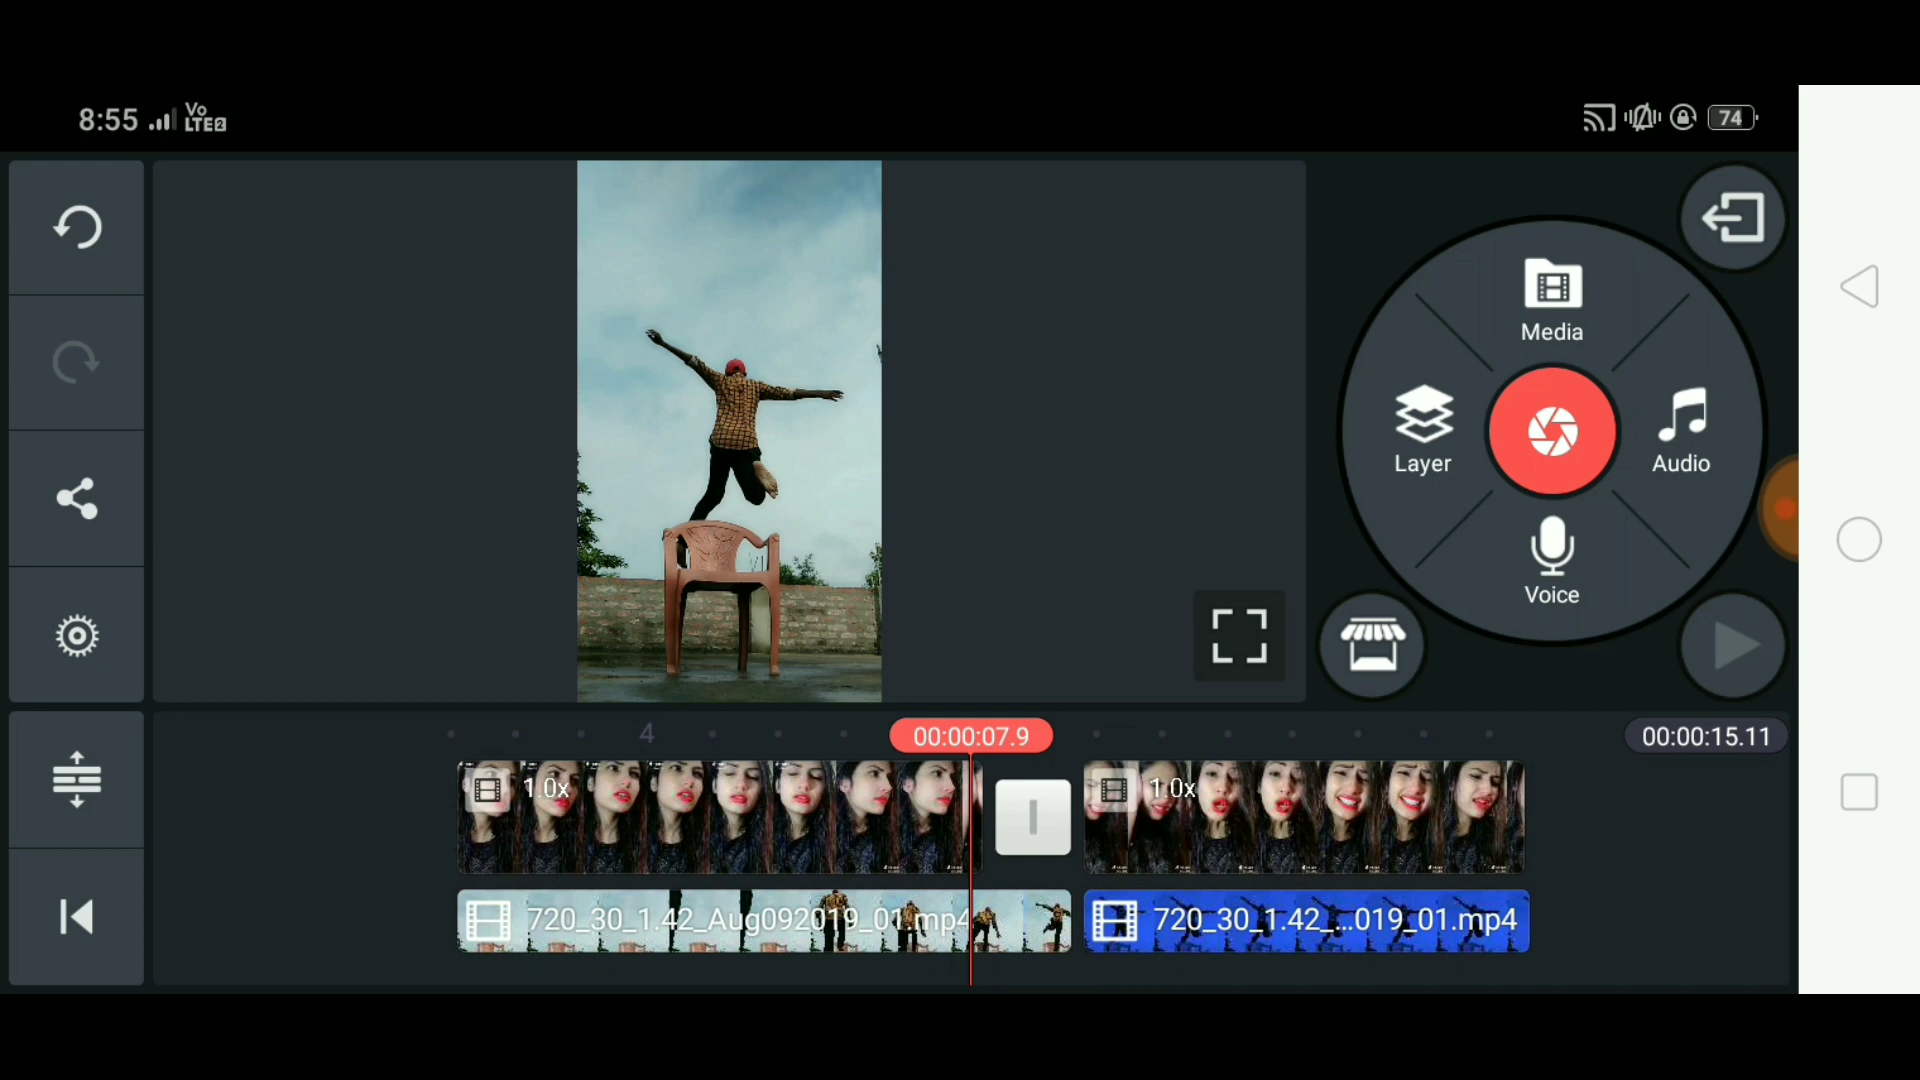 8:55 Vo LTE2 74
Media
Layer
Audio
Voice
4 00:00:07.9 00:00:15.11
1.0x 1.0x
720_30_1.42_Aug092019_01.mp4 720_30_1.42_...019_01.mp4